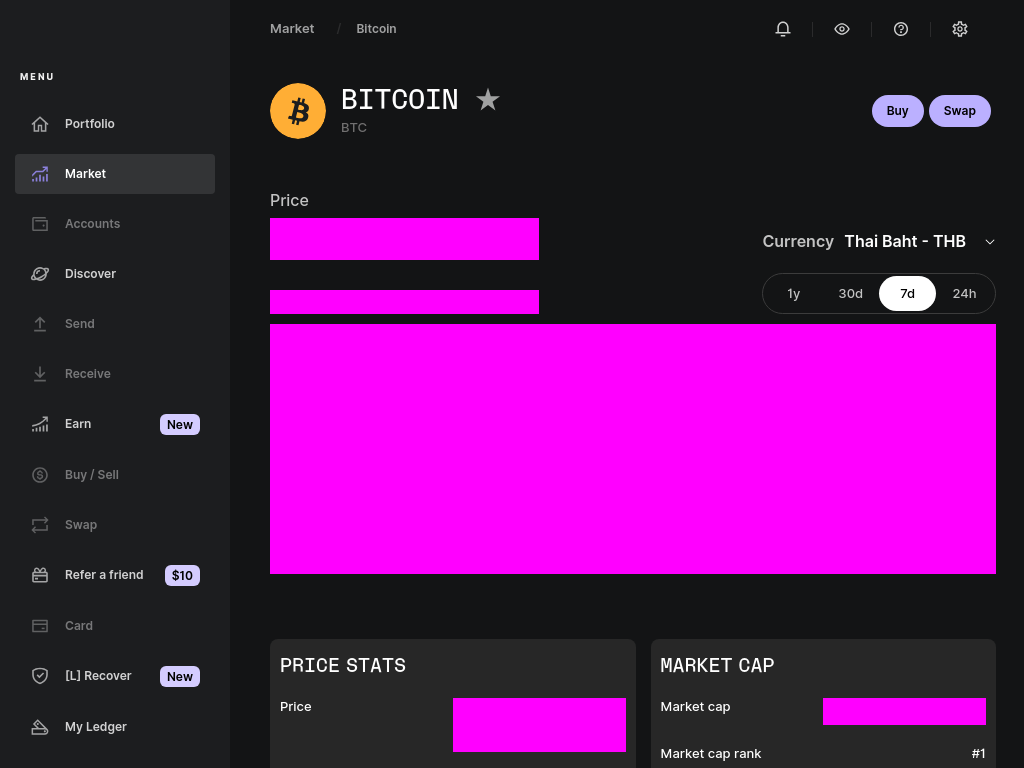 Market / Bitcoin
MENU
Portfolio
Market
Accounts
Discover
Send
Receive
Earn New
Buy / Sell
Swap
Refer a friend $10
Card
[L] Recover New
My Ledger
BITCOIN
BTC
Buy Swap
Price
Currency Thai Baht - THB
1y 30d 7d 24h
PRICE STATS
Price
MARKET CAP
Market cap
Market cap rank #1